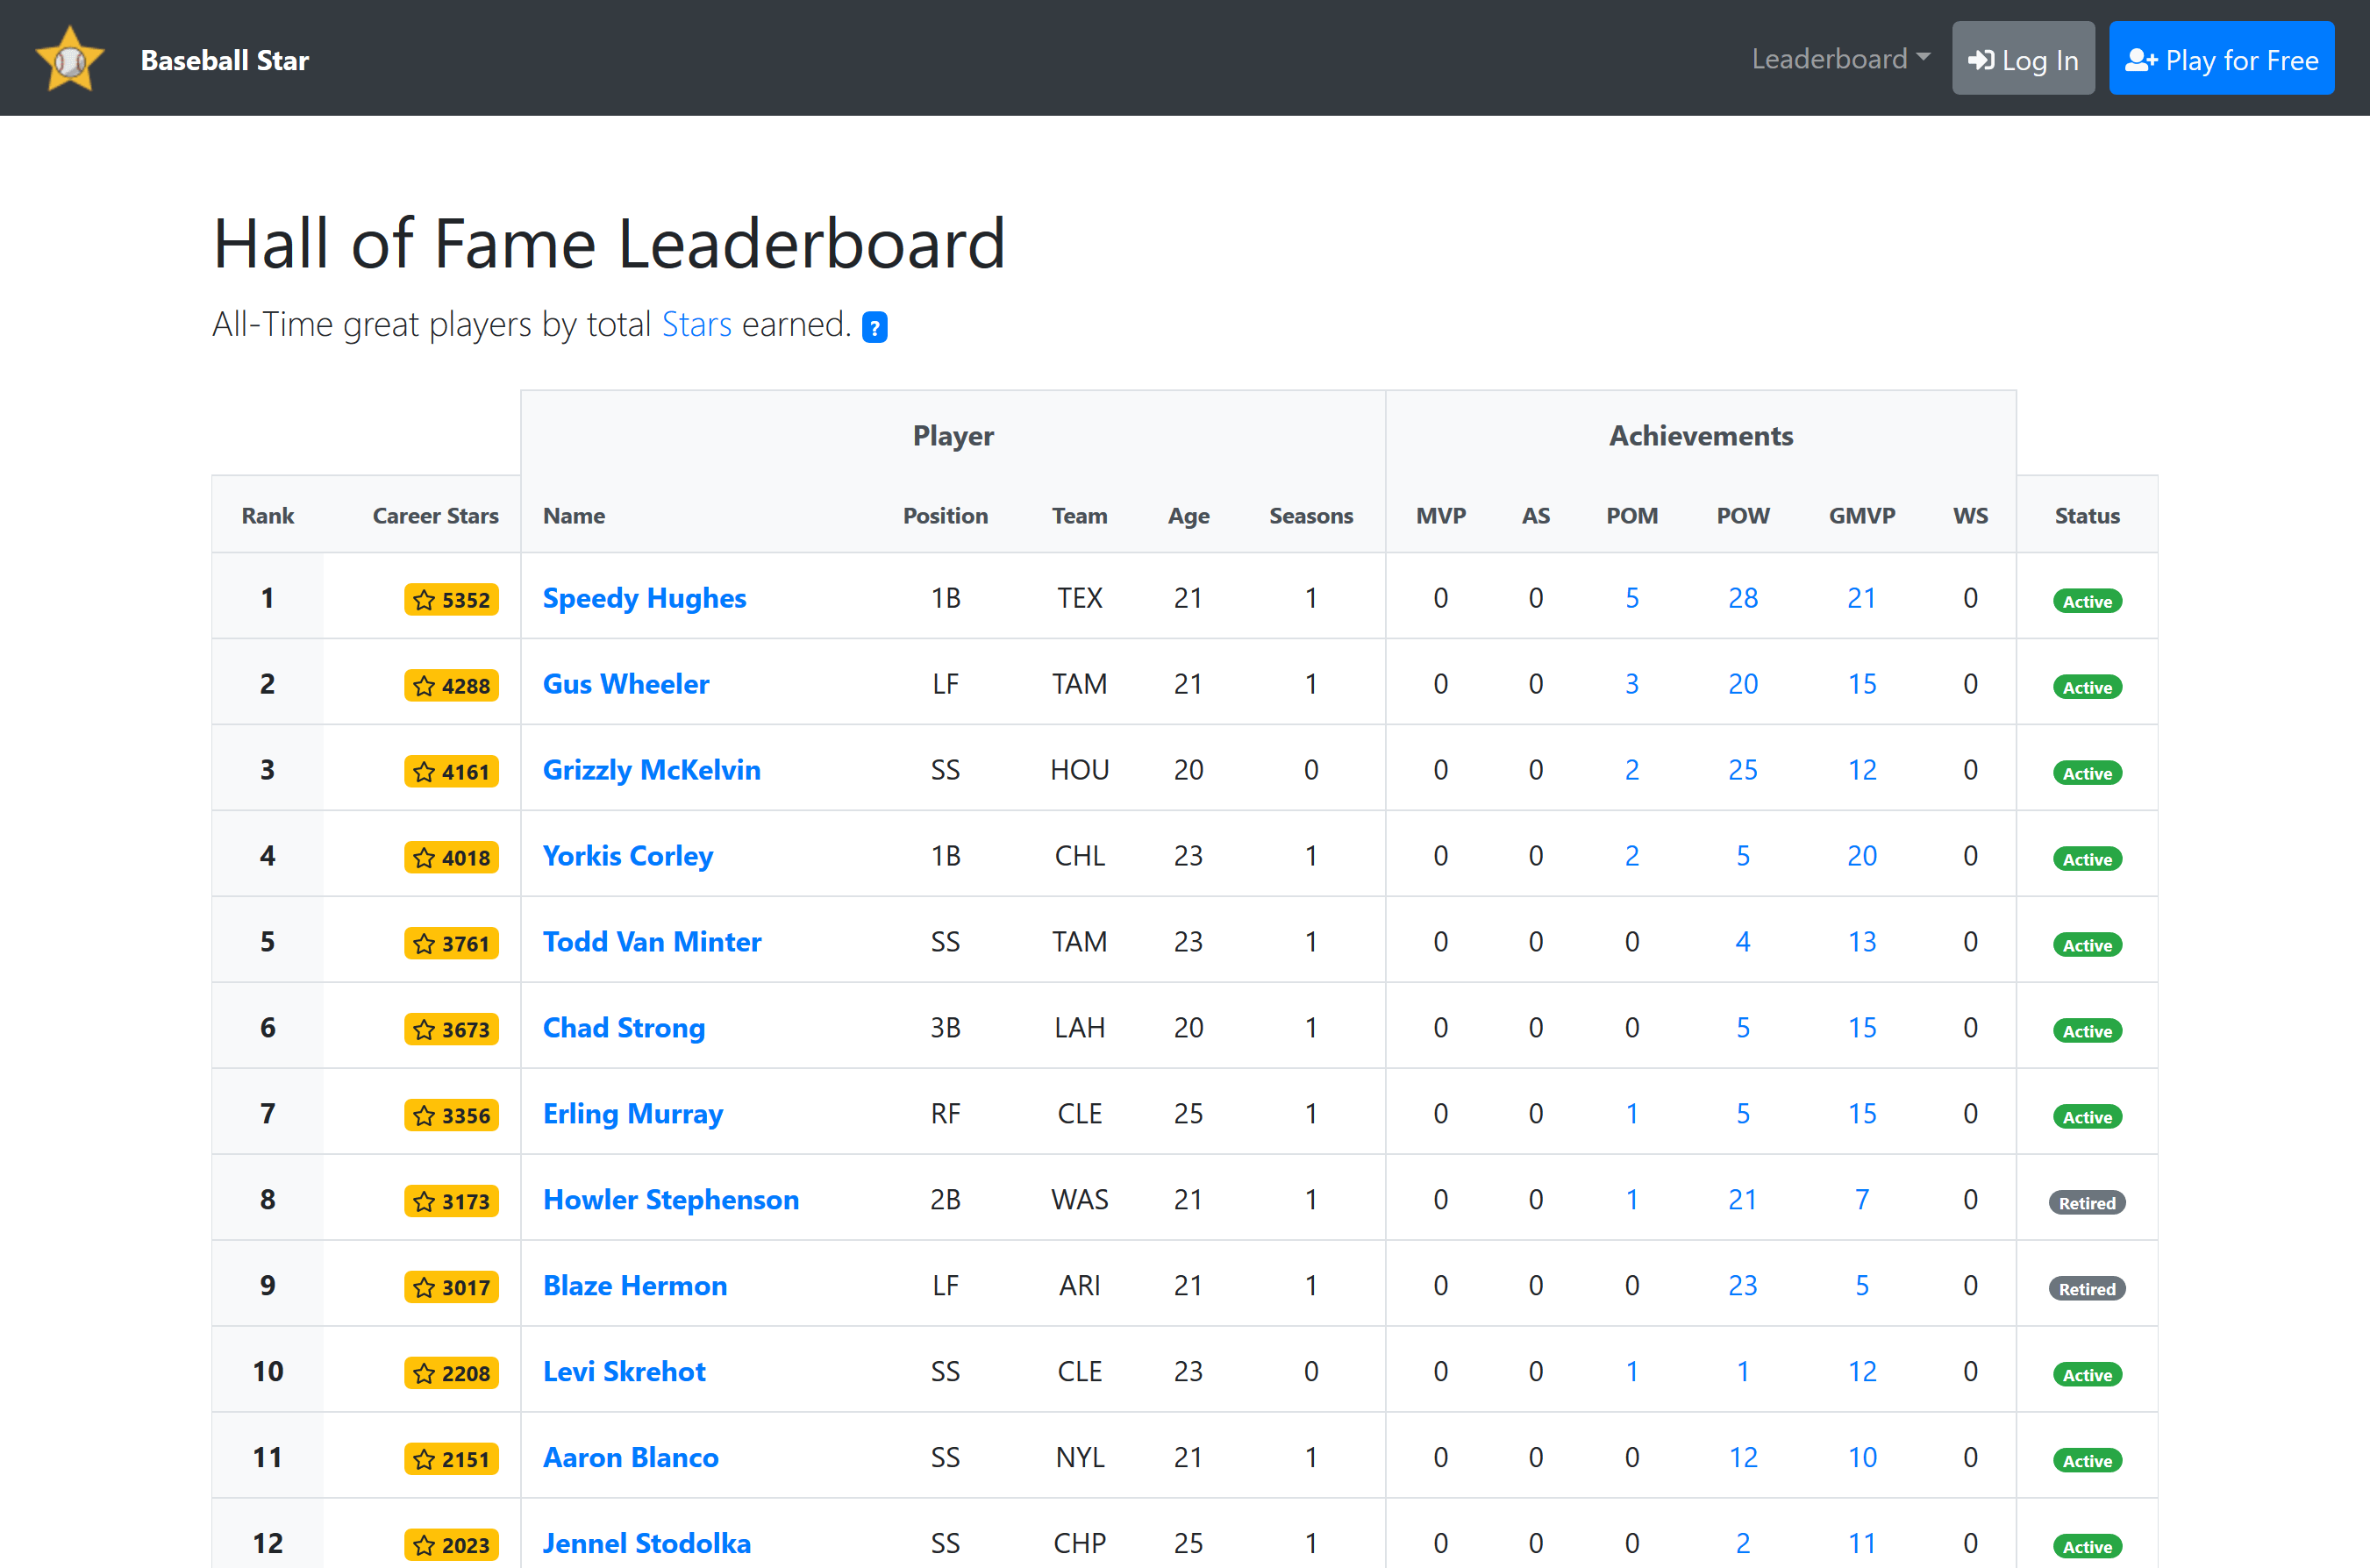 Baseball Star
Leaderboard
Log In
Play for Free
Hall of Fame Leaderboard
All-Time great players by total Stars earned. ?
Player Achievements
Rank Career Stars Name Position Team Age Seasons MVP AS POM POW GMVP WS Status
1 5352 Speedy Hughes 1B TEX 21 1 0 0 5 28 21 0 Active
2 4288 Gus Wheeler LF TAM 21 1 0 0 3 20 15 0 Active
3 4161 Grizzly McKelvin SS HOU 20 0 0 0 2 25 12 0 Active
4 4018 Yorkis Corley 1B CHL 23 1 0 0 2 5 20 0 Active
5 3761 Todd Van Minter SS TAM 23 1 0 0 0 4 13 0 Active
6 3673 Chad Strong 3B LAH 20 1 0 0 0 5 15 0 Active
7 3356 Erling Murray RF CLE 25 1 0 0 1 5 15 0 Active
8 3173 Howler Stephenson 2B WAS 21 1 0 0 1 21 7 0 Retired
9 3017 Blaze Hermon LF ARI 21 1 0 0 0 23 5 0 Retired
10 2208 Levi Skrehot SS CLE 23 0 0 0 1 1 12 0 Active
11 2151 Aaron Blanco SS NYL 21 1 0 0 0 12 10 0 Active
12 2023 Jennel Stodolka SS CHP 25 1 0 0 0 2 11 0 Active